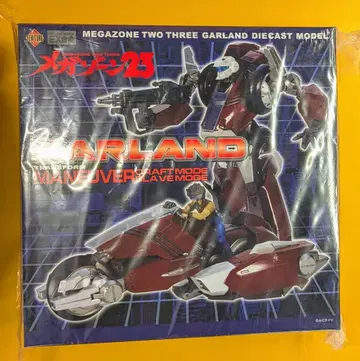 MEGAZONE TWO THREE GARLAND DIECAST MODEL
メガゾーン23
GARLAND
TRANSFORM
MANEUVER CRAFT MODE
SLAVE MODE